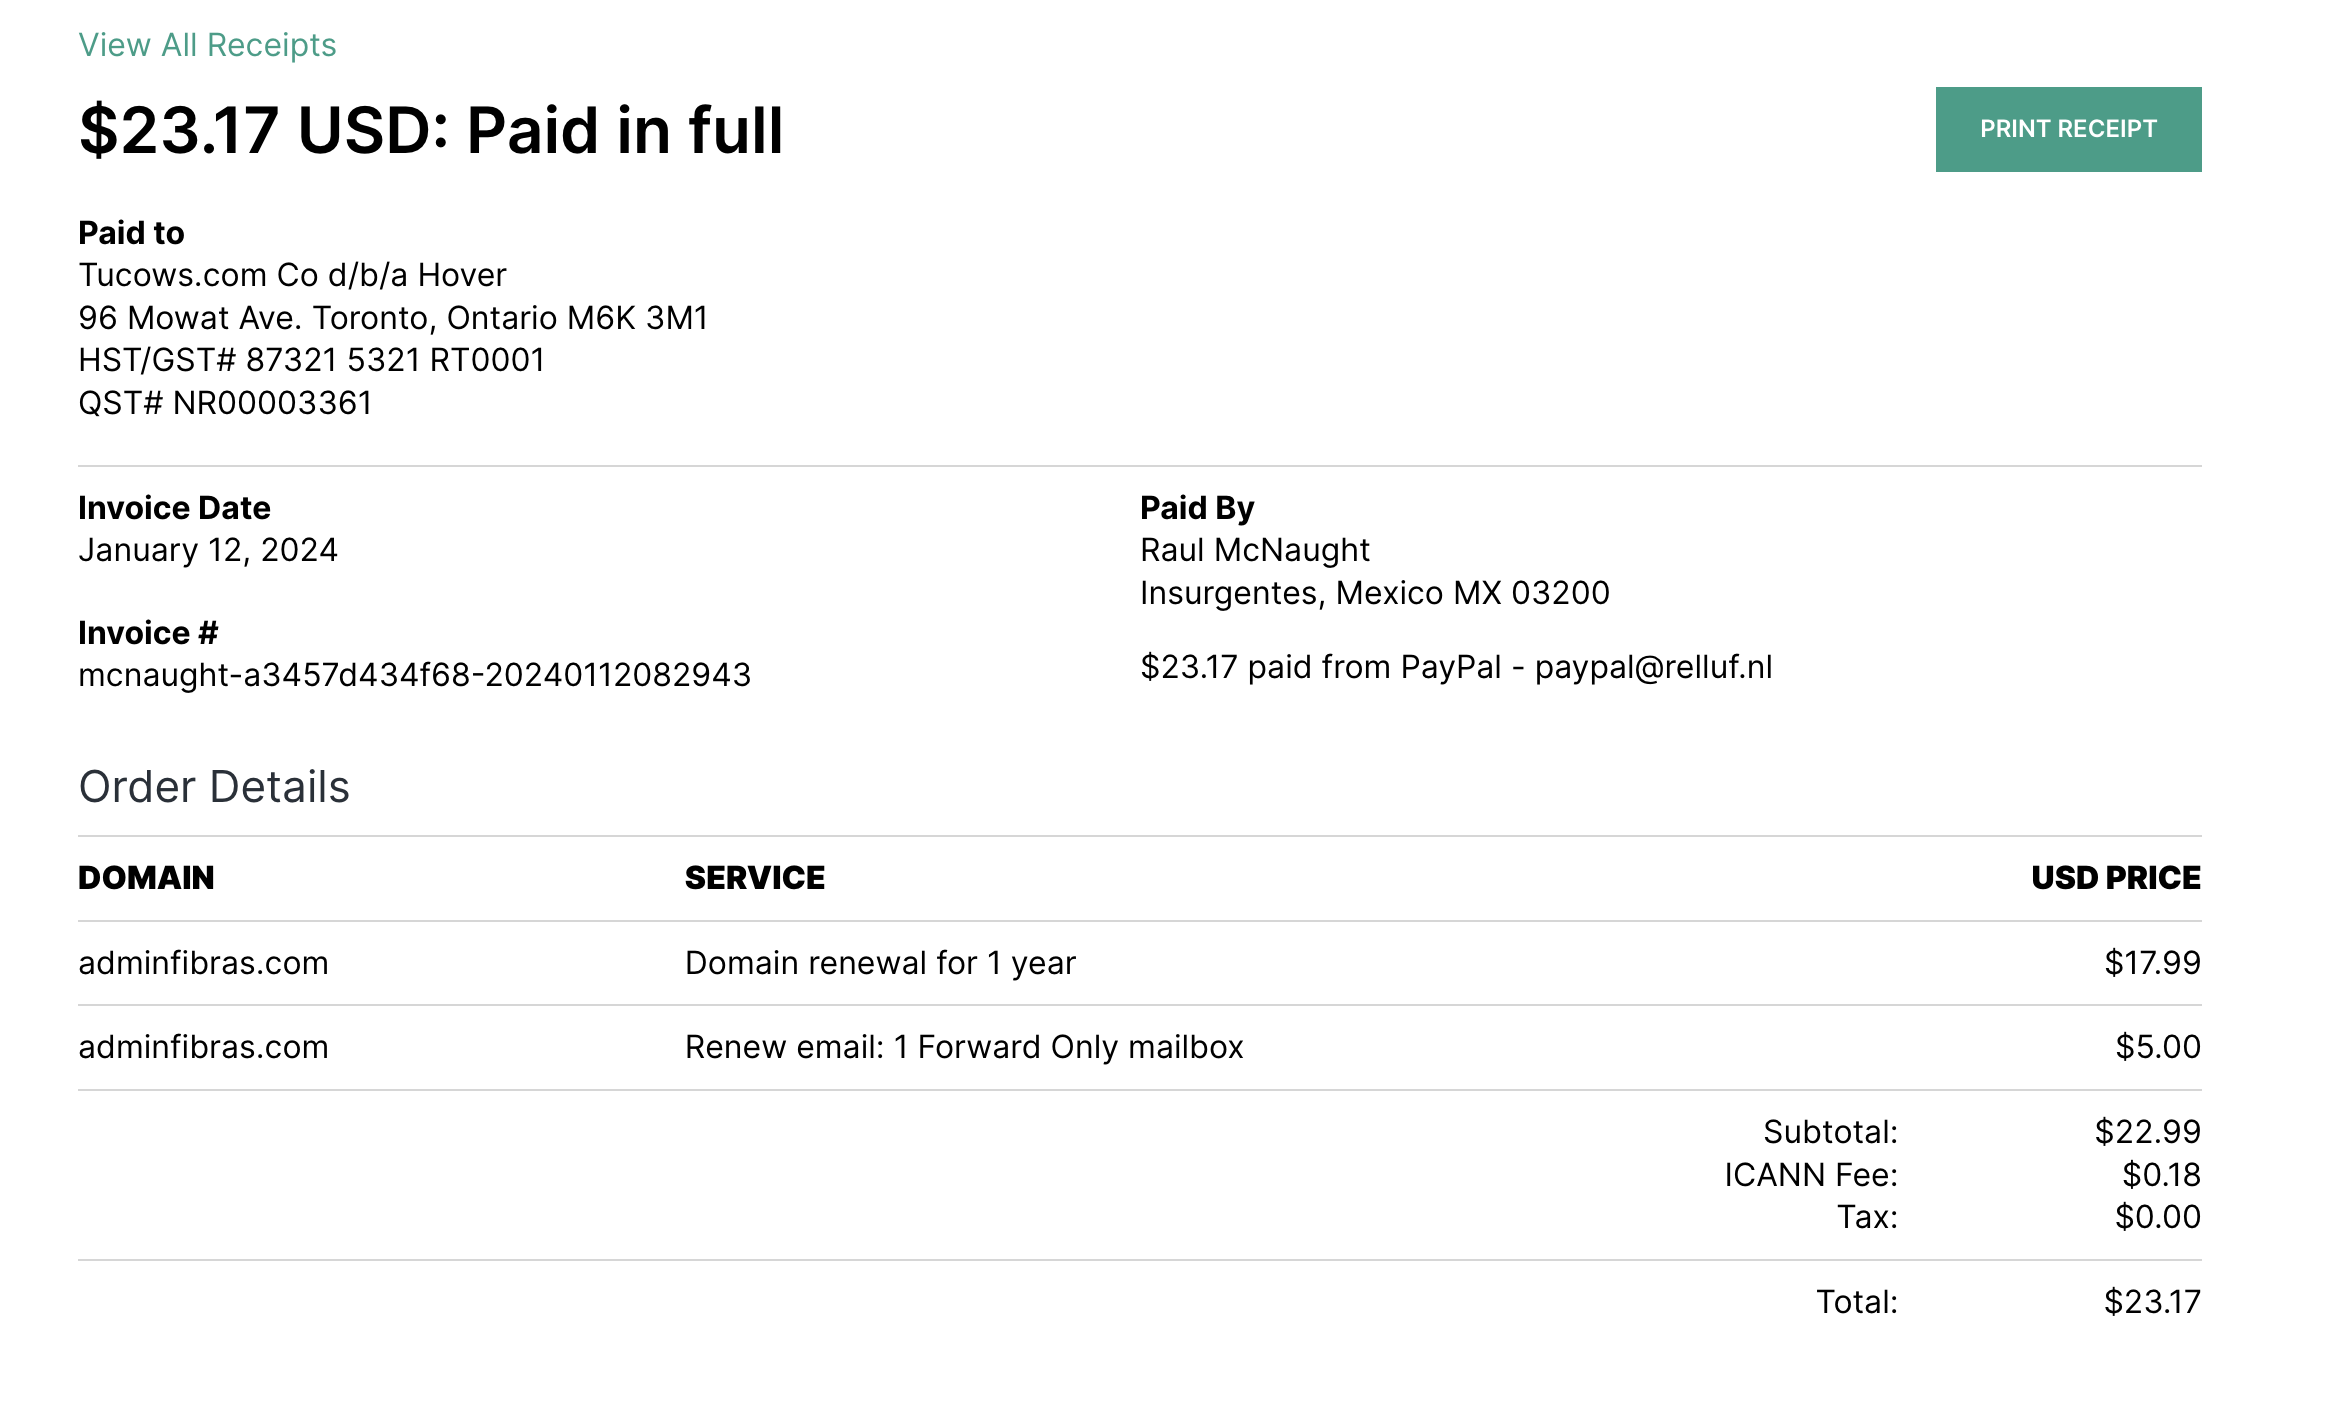 View All Receipts
$23.17 USD: Paid in full
PRINT RECEIPT
Paid to
Tucows.com Co d/b/a Hover
96 Mowat Ave. Toronto, Ontario M6K 3M1
HST/GST# 87321 5321 RT0001
QST# NR00003361
Invoice Date
January 12, 2024
Invoice #
mcnaught-a3457d434f68-20240112082943
Paid By
Raul McNaught
Insurgentes, Mexico MX 03200
$23.17 paid from PayPal - paypal@relluf.nl
Order Details
DOMAIN SERVICE USD PRICE
adminfibras.com Domain renewal for 1 year $17.99
adminfibras.com Renew email: 1 Forward Only mailbox $5.00
Subtotal: $22.99
ICANN Fee: $0.18
Tax: $0.00
Total: $23.17